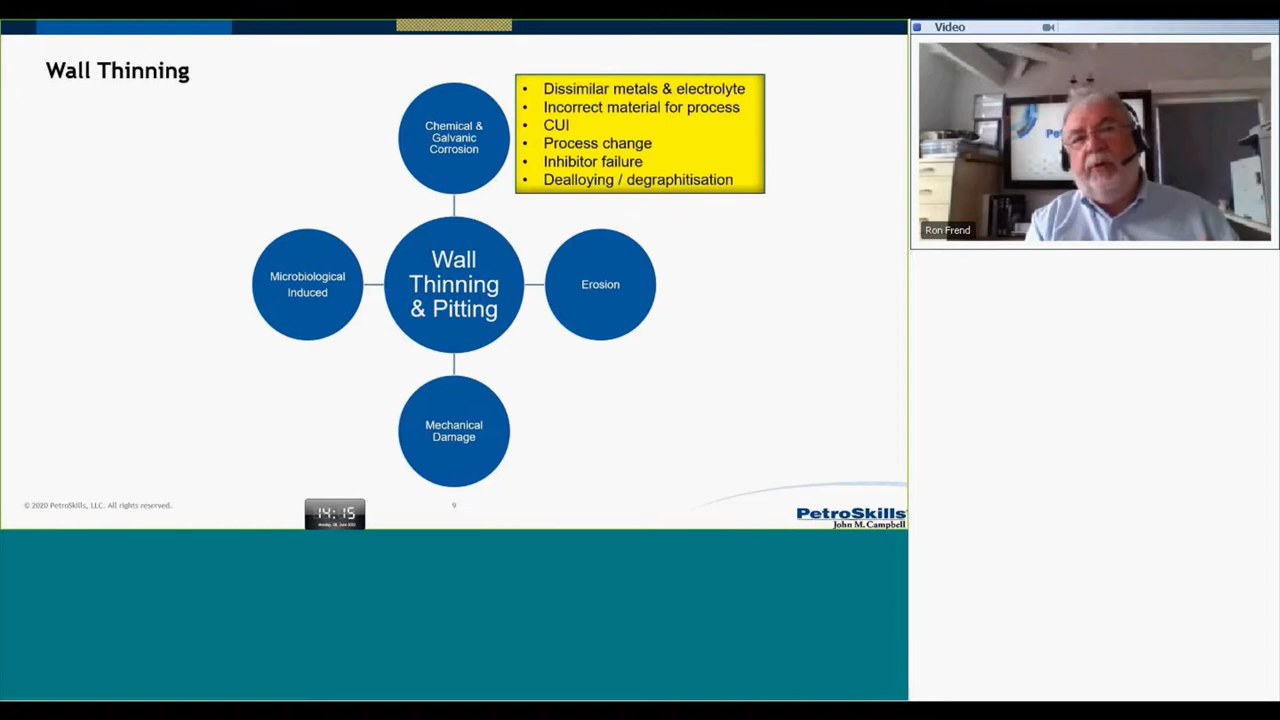 Wall Thinning
Chemical &
Galvanic
Corrosion
• Dissimilar metals & electrolyte
• Incorrect material for process
• CUI
• Process change
• Inhibitor failure
• Dealloying / degraphitisation
Microbiological
Induced
Wall
Thinning
& Pitting
Erosion
Mechanical
Damage
© 2020 PetroSkills, LLC. All rights reserved.
14:15
9
PetroSkills
John M. Campbell
Video
Ron Frend